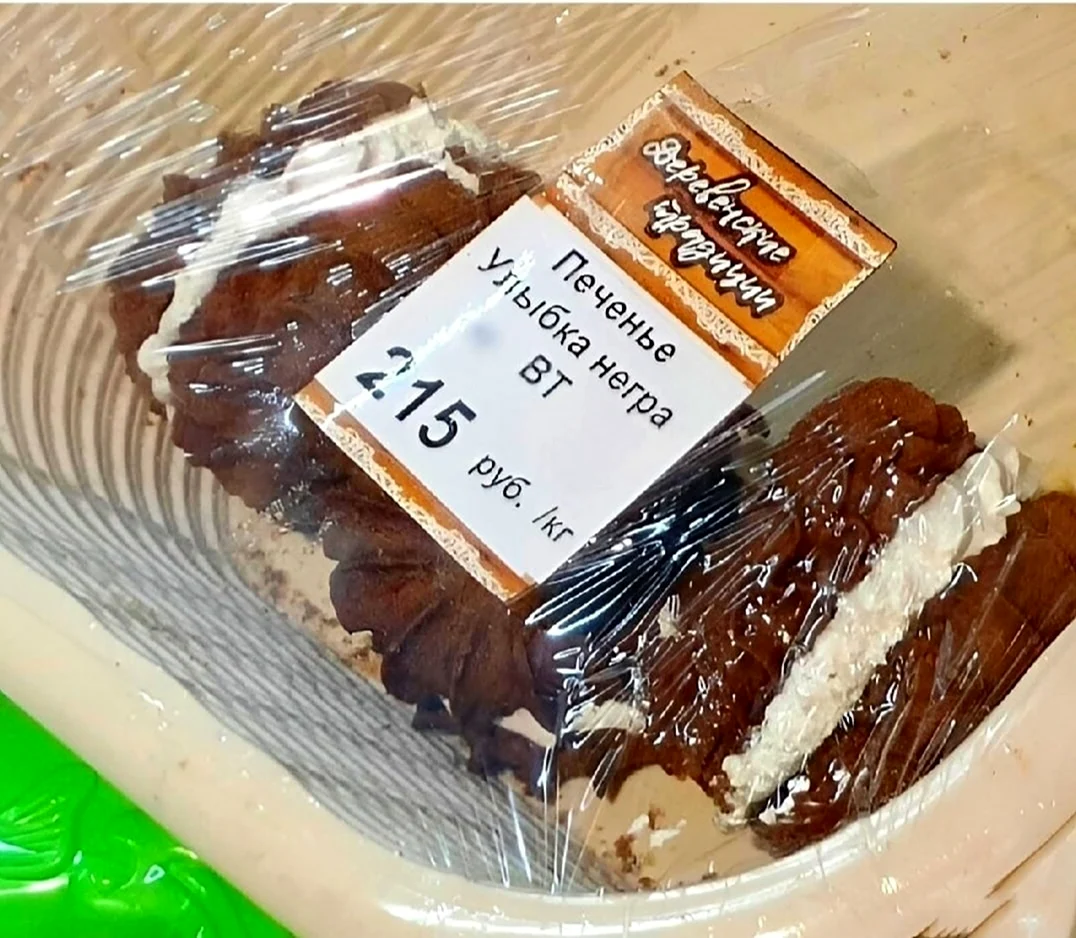 Деревенские
традиции
Печенье
Улыбка негра
ВТ
215 руб. /кг